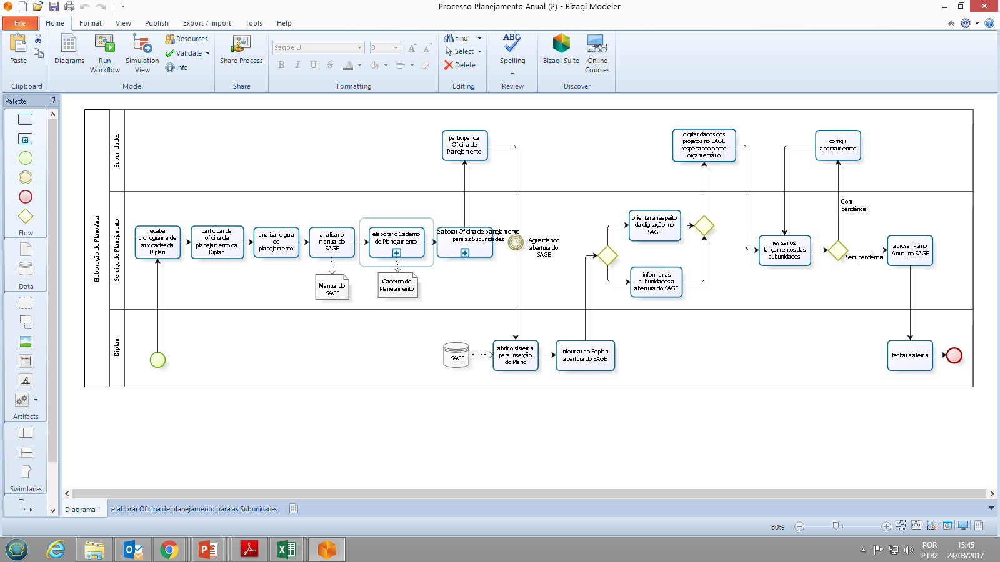 Processo Planejamento Anual (2) - Bizagi Modeler
File
Home
Format
View
Publish
Export / Import
Tools
Help
Paste
Clipboard
Diagrams
Run
Workflow
Simulation
View
Resources
Validate
Info
Model
Share Process
Share
Segoe UI
8
B
I
U
S
A
Formatting
Find
Select
Delete
Editing
ABC
Spelling
Review
Bizagi Suite
Online
Courses
Discover
Palette
Flow
Data
Artifacts
Swimlanes
Elaboração do Plano Anual
Subunidades
Serviço de Planejamento
Diplan
participar da
Oficina de
Planejamento
digitar dados dos
projetos no SAGE
respeitando o teto
orçamentário
corrigir
apontamentos
Com
pendência
receber
cronograma de
atividades da
Diplan
participar da
oficina de
planejamento da
Diplan
analisar o guia
de
planejamento
analisar o
manual do
SAGE
elaborar o Caderno
de Planejamento
elaborar Oficina de planejamento
para as Subunidades
Aguardando
abertura do
SAGE
Manual do
SAGE
Caderno de
Planejamento
orientar a respeito
da digitação no
SAGE
informar as
subunidades a
abertura do SAGE
revisar os
lançamentos das
subunidades
Sem pendência
aprovar Plano
Anual no SAGE
SAGE
abrir o sistema
para inserção
do Plano
informar ao Seplan
abertura do SAGE
fechar siatema
Diagrama 1
elaborar Oficina de planejamento para as Subunidades
80%
POR
PTB2
15:45
24/03/2017